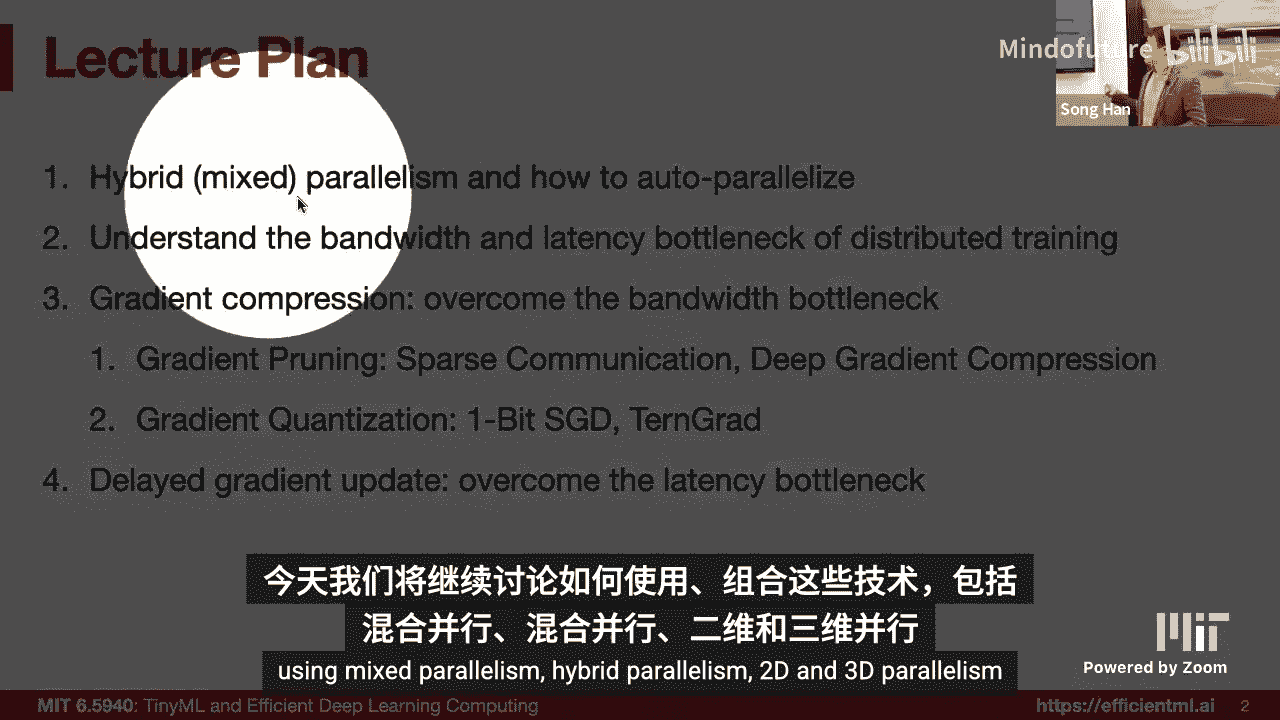 Lecture Plan
Mindofuture bilibili
Song Han
1. Hybrid (mixed) parallelism and how to auto-parallelize
2. Understand the bandwidth and latency bottleneck of distributed training
3. Gradient compression: overcome the bandwidth bottleneck
1. Gradient Pruning: Sparse Communication, Deep Gradient Compression
2. Gradient Quantization: 1-Bit SGD, TernGrad
4. Delayed gradient update: overcome the latency bottleneck
今天我们将继续讨论如何使用、组合这些技术，包括
混合并行、混合并行、二维和三维并行
using mixed parallelism, hybrid parallelism, 2D and 3D parallelism
MiT
Powered by Zoom
MIT 6.5940: TinyML and Efficient Deep Learning Computing
https://efficientml.ai 2